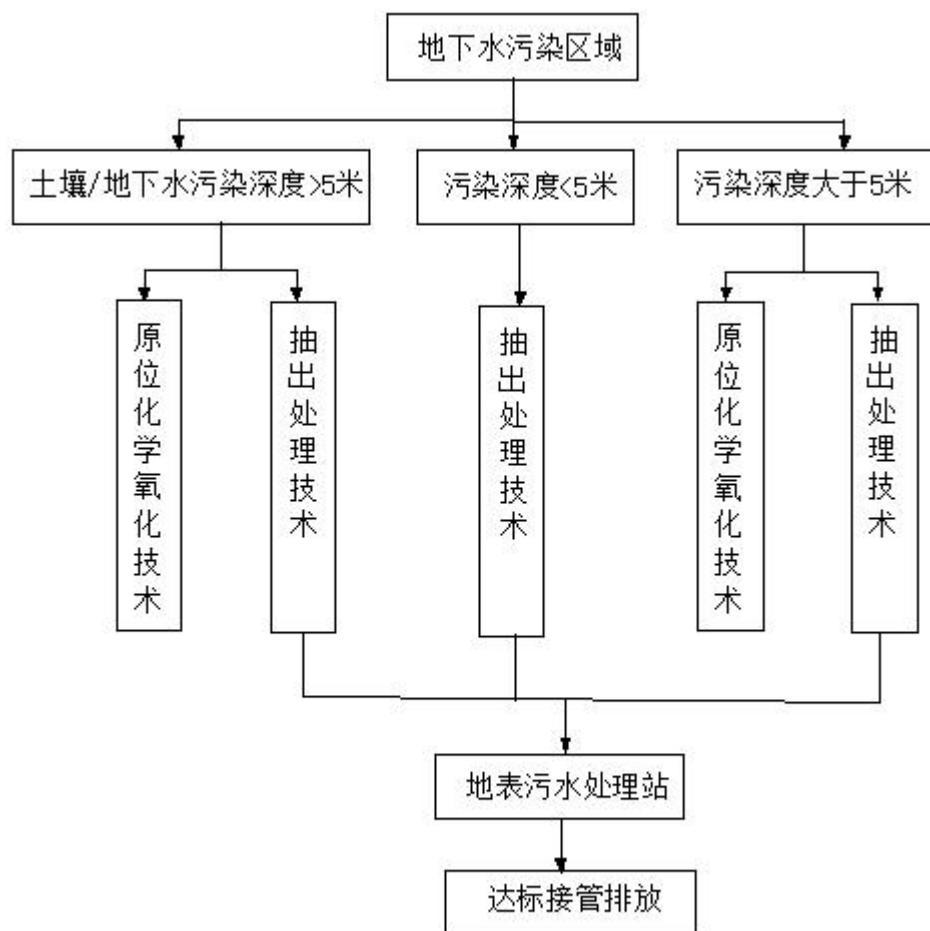 地下水污染区域
土壤/地下水污染深度>5米
污染深度<5米
污染深度大于5米
原位化学氧化技术
抽出处理技术
抽出处理技术
原位化学氧化技术
抽出处理技术
地表污水处理站
达标接管排放